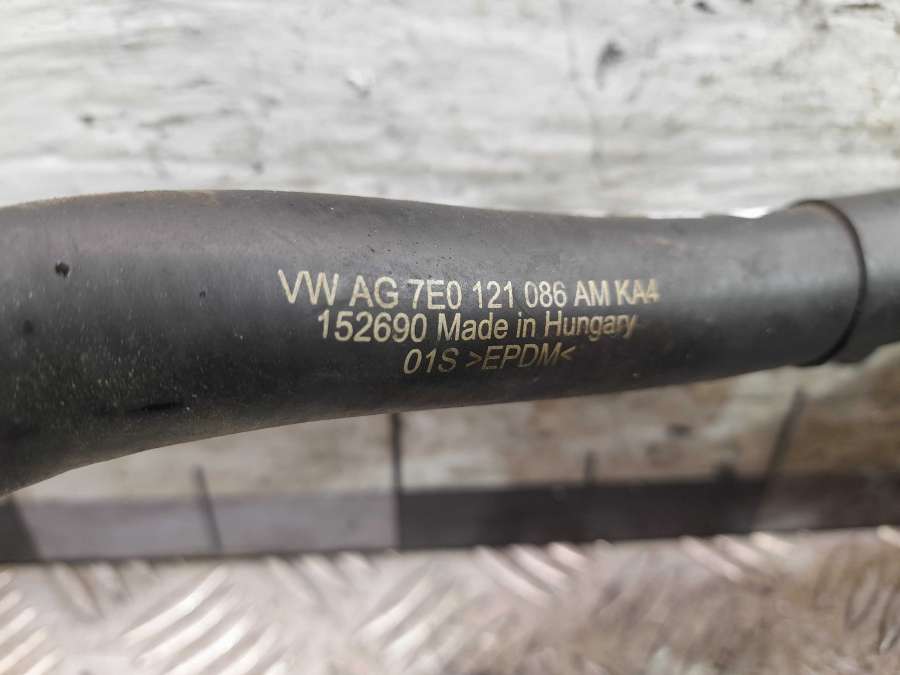 VW AG 7E0 121 086 AM KA4
152690 Made in Hungary
01S >EPDM<